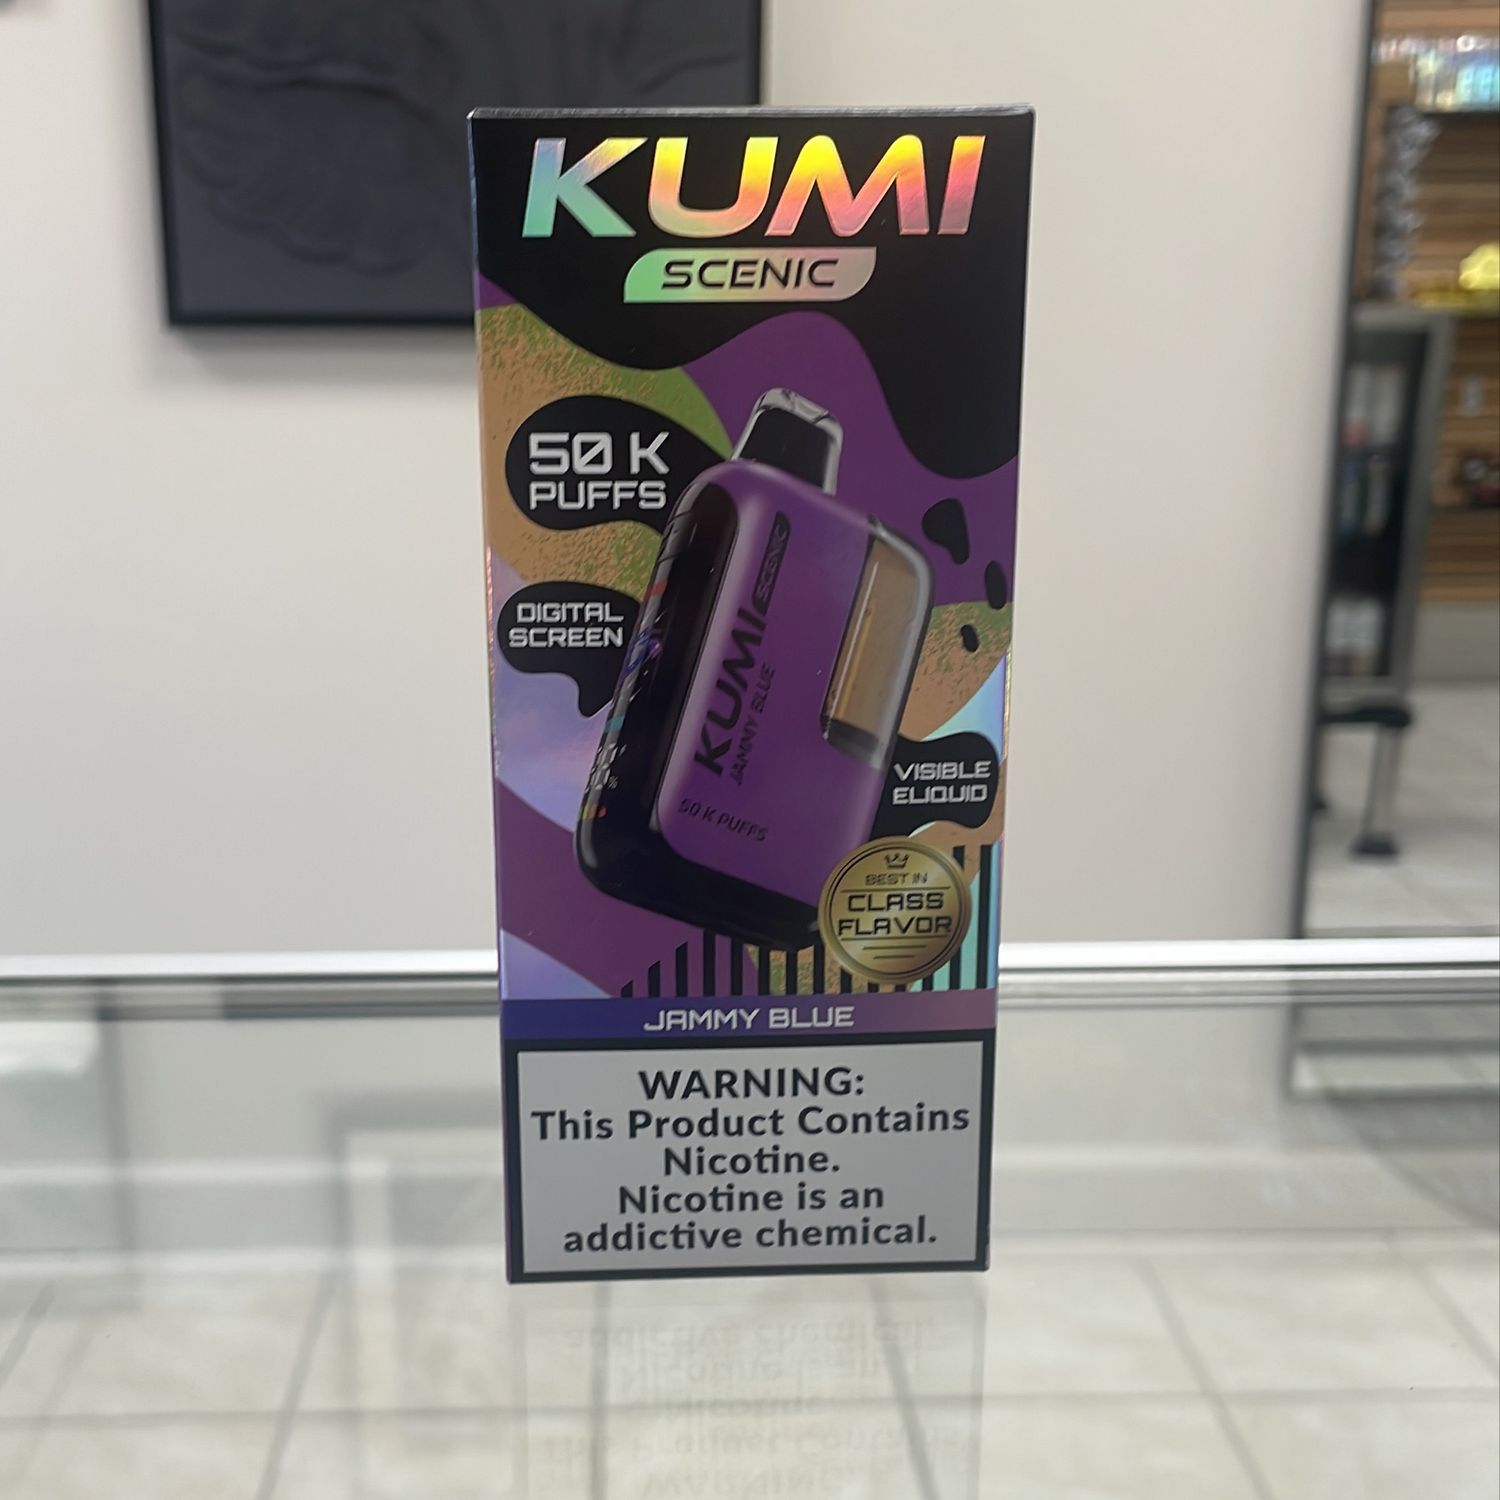 KUMI
SCENIC
50 K
PUFFS
DIGITAL
SCREEN
SCENIC
KUMI
JAMMY BLUE
50 K PUFFS
%
VISIBLE
ELIQUID
BEST IN
CLASS
FLAVOR
JAMMY BLUE
WARNING:
This Product Contains
Nicotine.
Nicotine is an
addictive chemical.